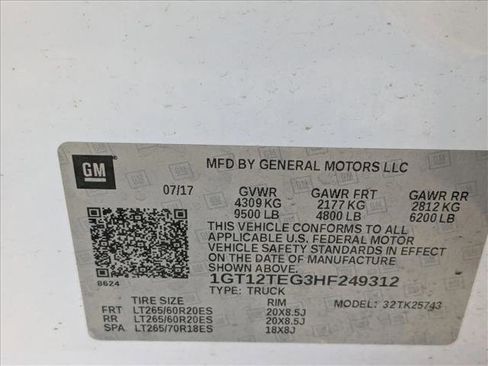 GM
MFD BY GENERAL MOTORS LLC
07/17 GVWR GAWR FRT GAWR RR
4309 KG 2177 KG 2812 KG
9500 LB 4800 LB 6200 LB
THIS VEHICLE CONFORMS TO ALL
APPLICABLE U.S. FEDERAL MOTOR
VEHICLE SAFETY STANDARDS IN EFFECT
ON THE DATE OF MANUFACTURE
1GT12TEG3HF249312
8624 TYPE: TRUCK
TIRE SIZE RIM MODEL: 32TK25743
FRT LT265/60R20ES 20X8.5J
RR LT265/60R20ES 20X8.5J
SPA LT265/70R18ES 18X8J